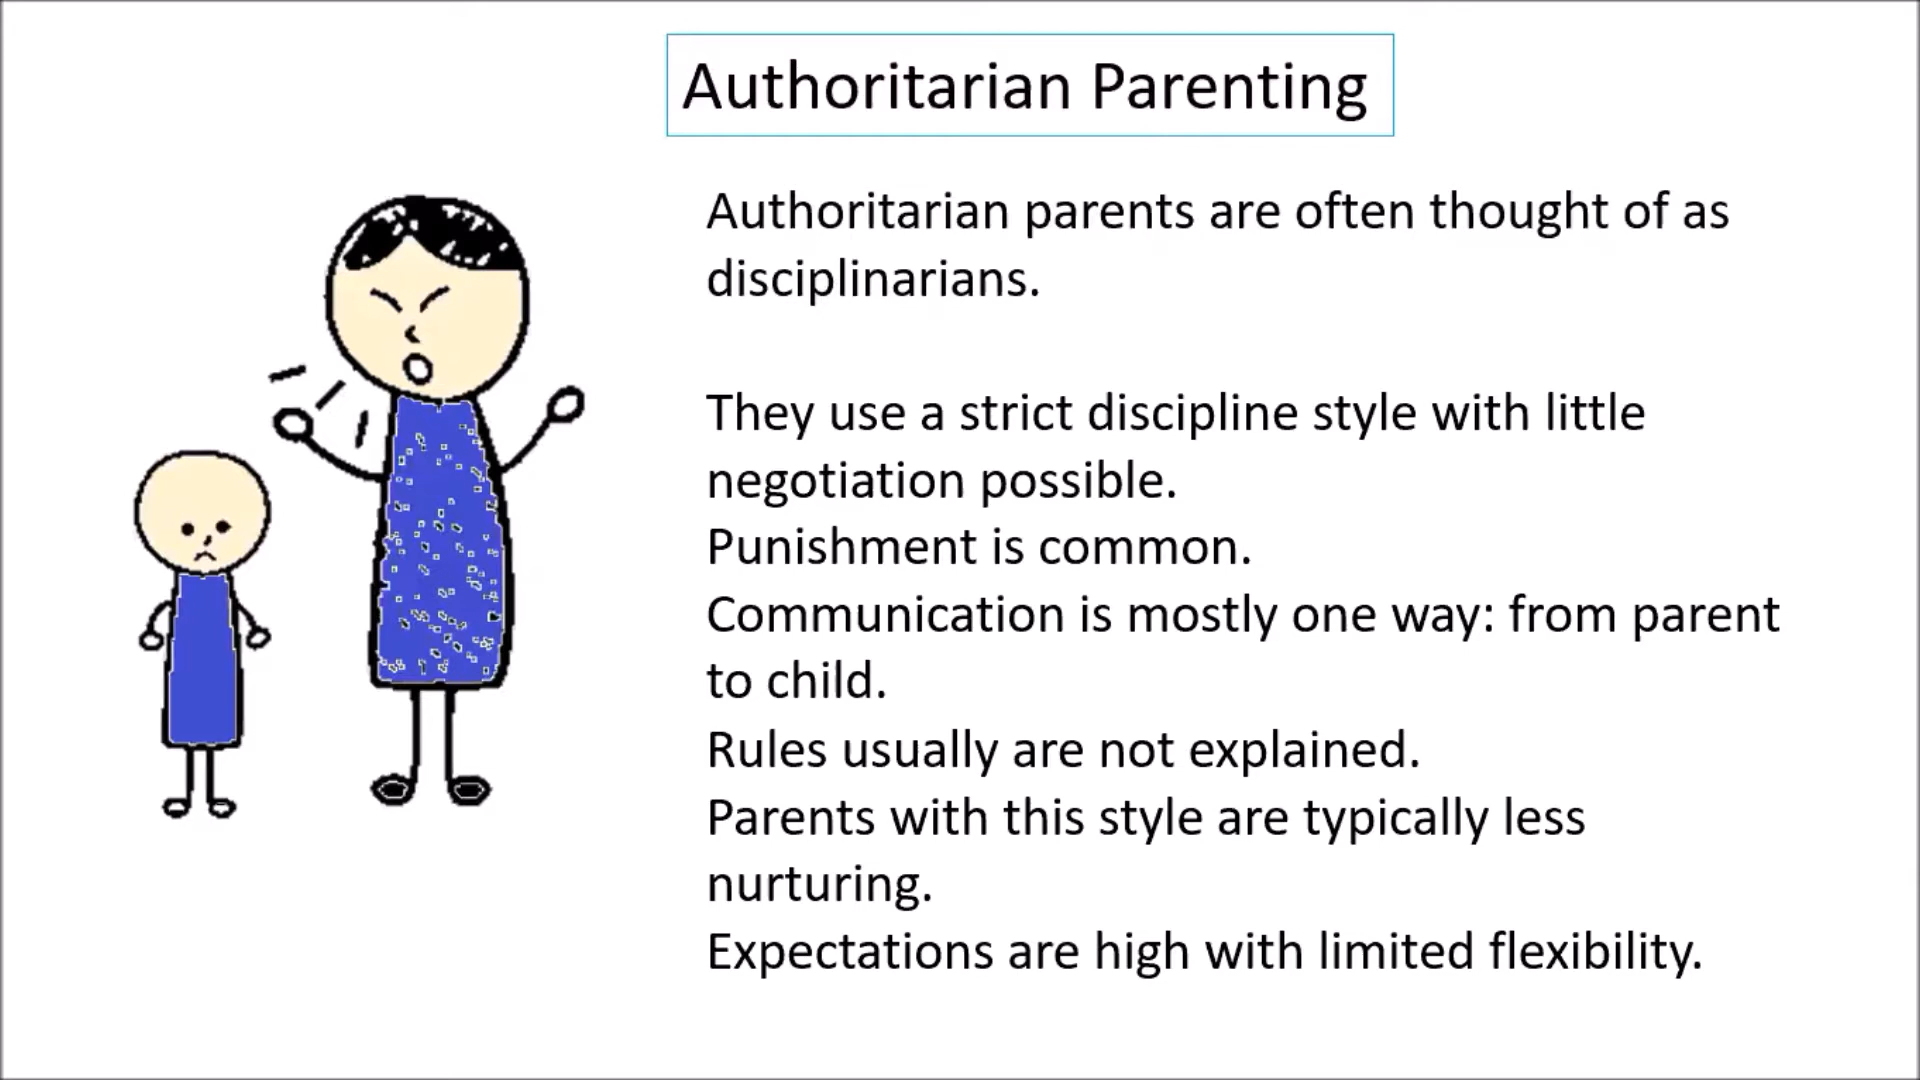 Authoritarian Parenting
Authoritarian parents are often thought of as
disciplinarians.
They use a strict discipline style with little
negotiation possible.
Punishment is common.
Communication is mostly one way: from parent
to child.
Rules usually are not explained.
Parents with this style are typically less
nurturing.
Expectations are high with limited flexibility.